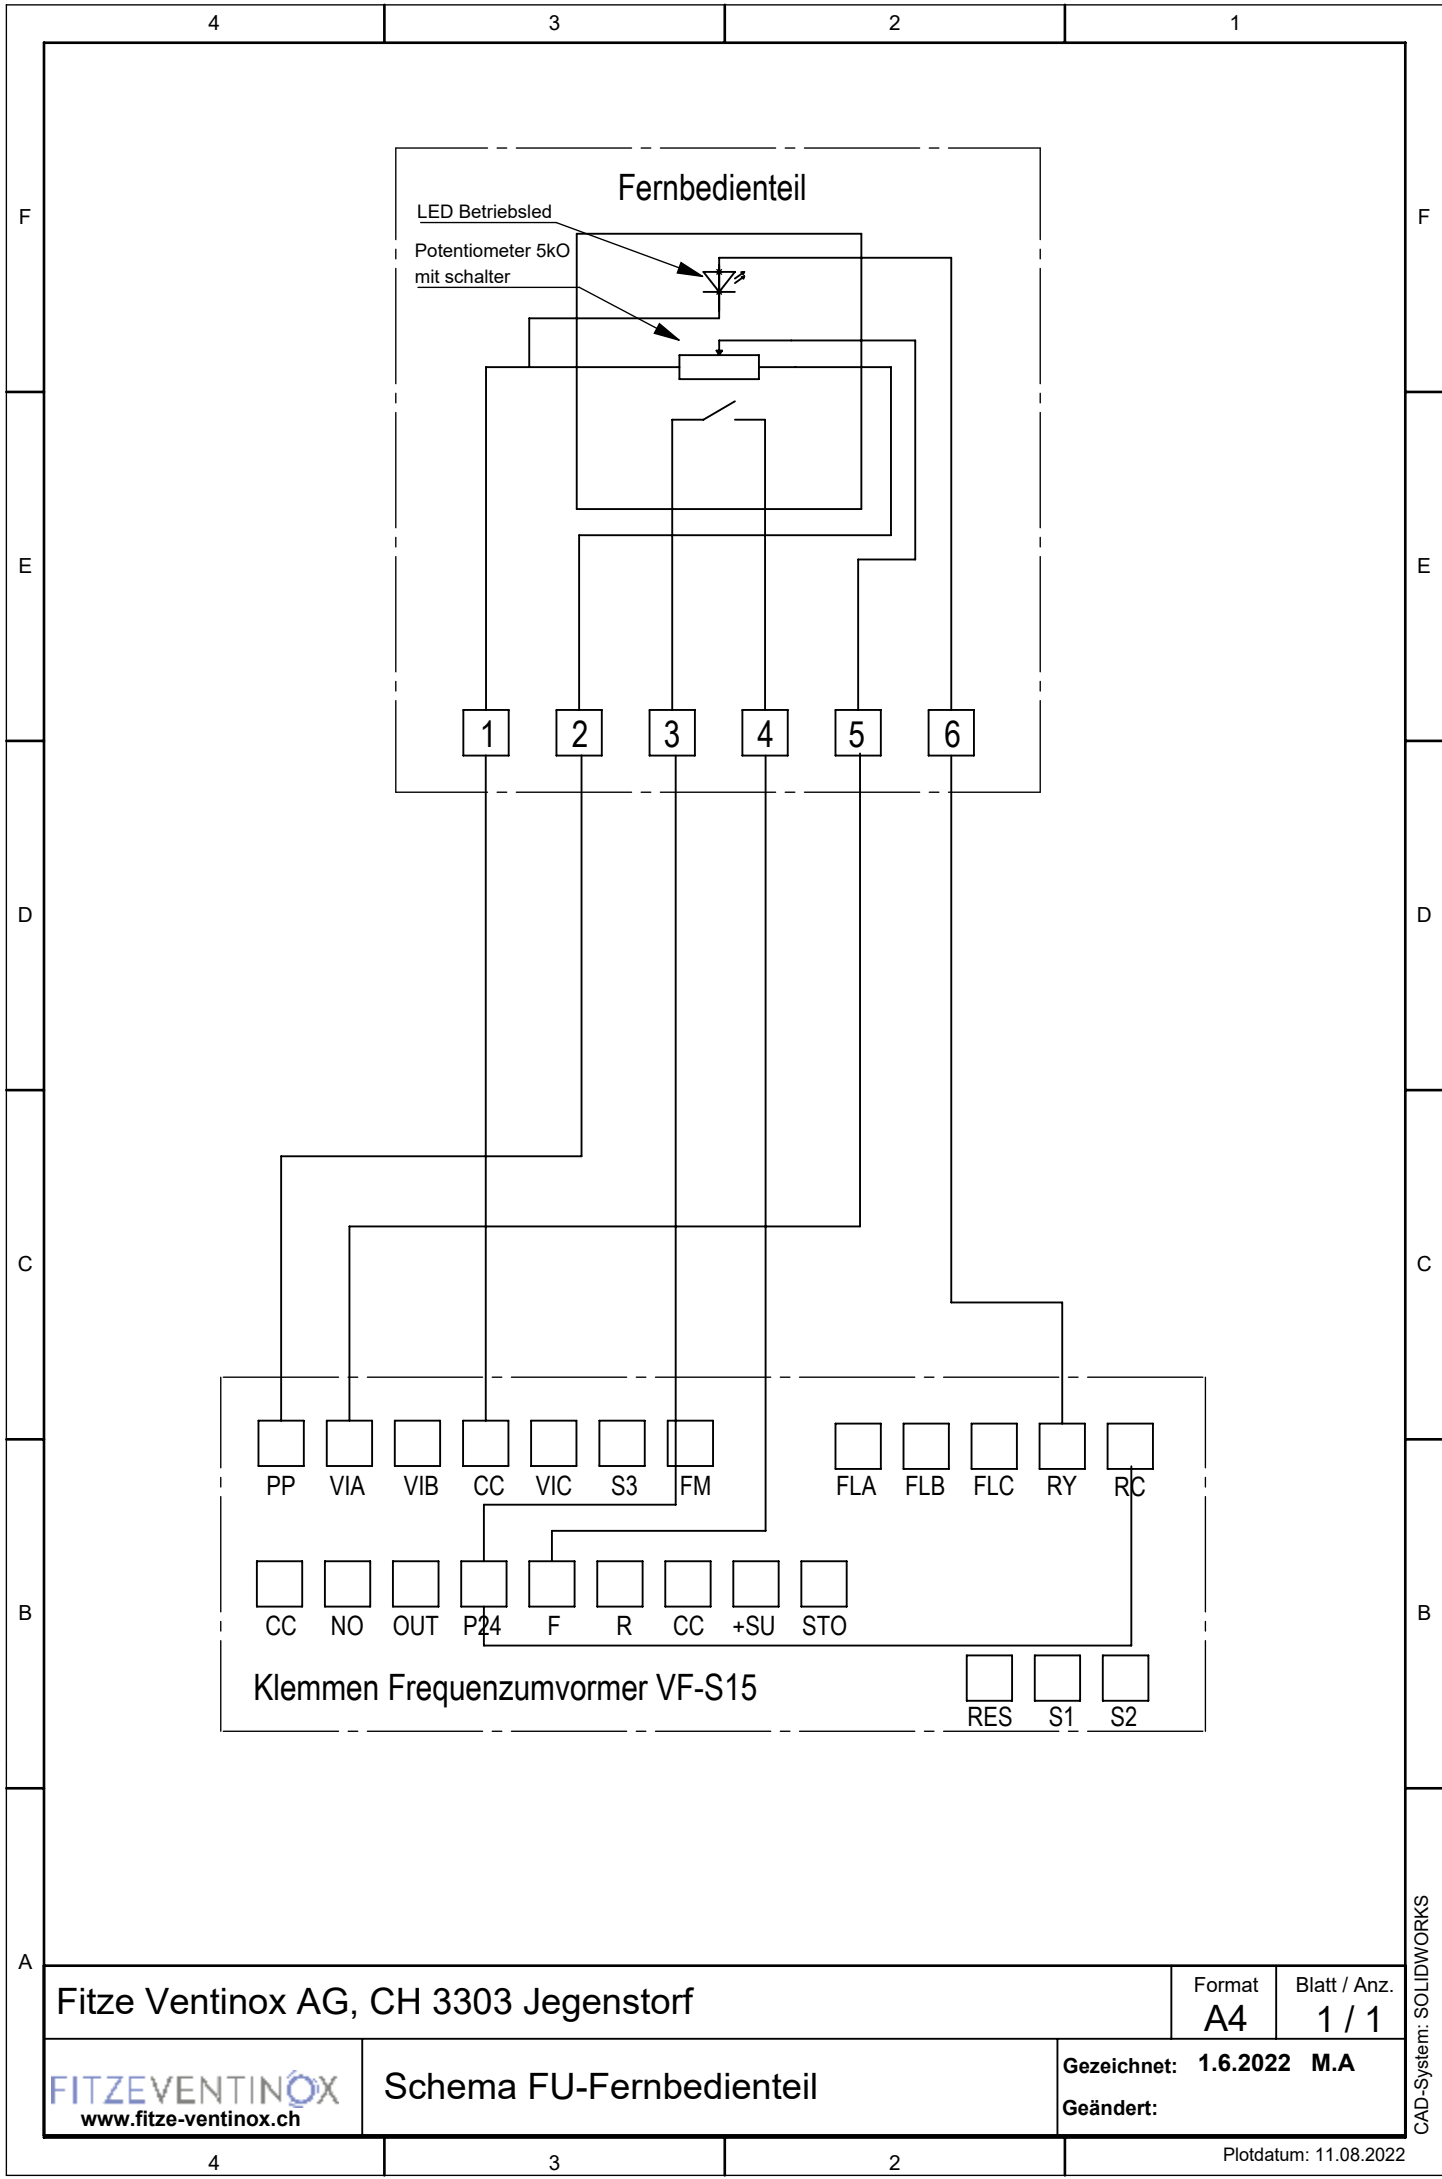 4 3 2 1
Fernbedienteil
LED Betriebsled
Potentiometer 5kO
mit schalter
F F
E E
1 2 3 4 5 6
D D
C C
PP VIA VIB CC VIC S3 FM FLA FLB FLC RY RC
B B
CC NO OUT P24 F R CC +SU STO
Klemmen Frequenzumvormer VF-S15
RES S1 S2
A
CAD-System: SOLIDWORKS
Fitze Ventinox AG, CH 3303 Jegenstorf
Format
A4
Blatt / Anz.
1 / 1
FITZEVENTINOX
www.fitze-ventinox.ch
Schema FU-Fernbedienteil
Gezeichnet: 1.6.2022 M.A
Geändert:
4 3 2
Plotdatum: 11.08.2022